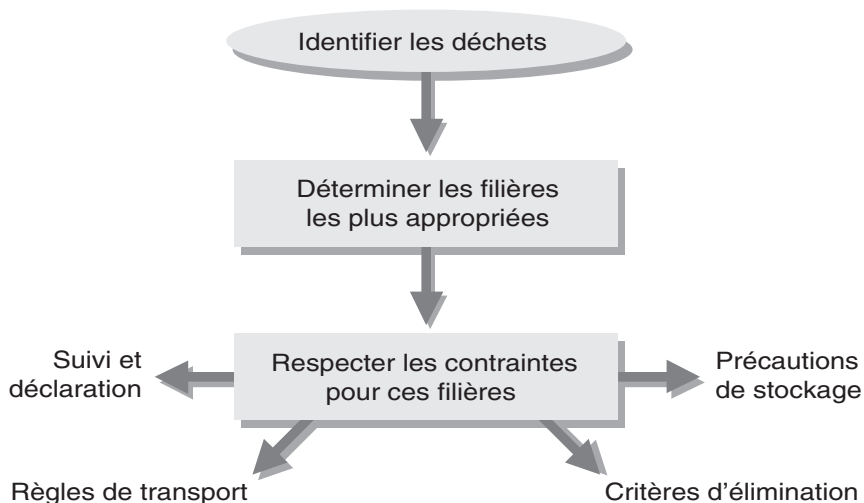 Identifier les déchets
Déterminer les filières
les plus appropriées
Respecter les contraintes
pour ces filières
Suivi et
déclaration
Précautions
de stockage
Règles de transport
Critères d'élimination